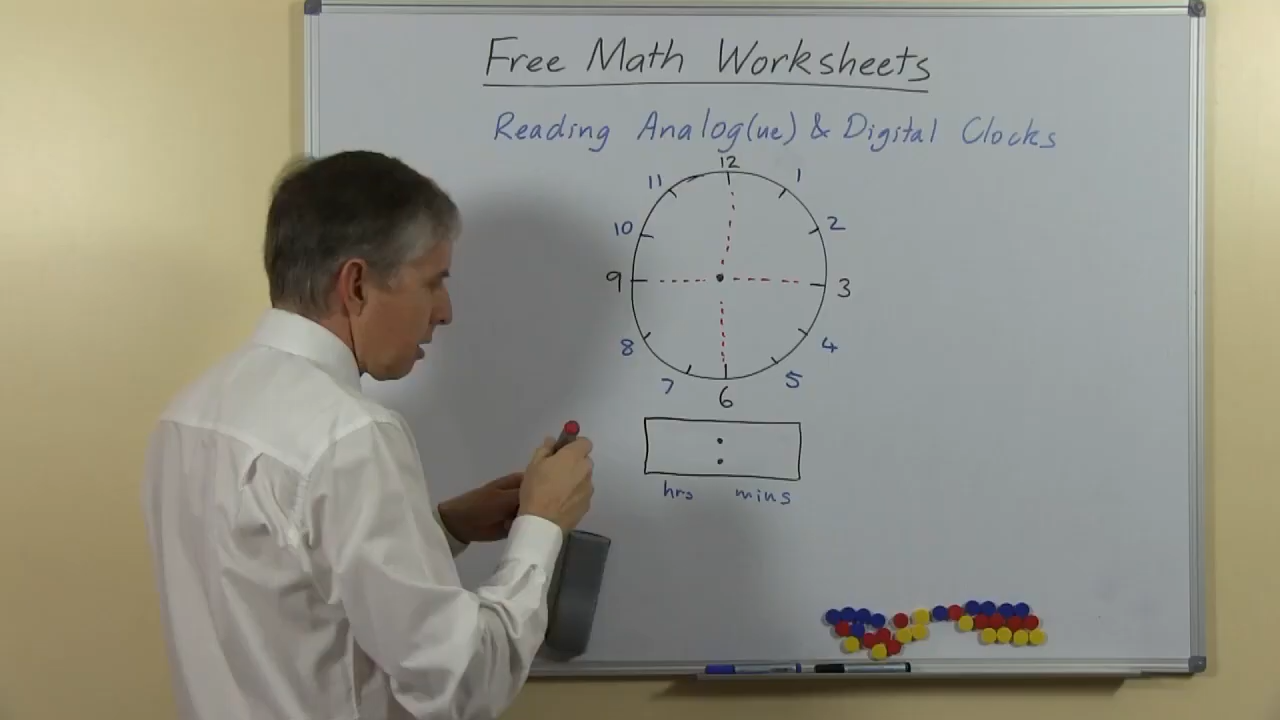 Free Math Worksheets
Reading Analog(ue) & Digital Clocks
12
11 1
10 2
9 3
8 4
7 5
6
:
hrs mins